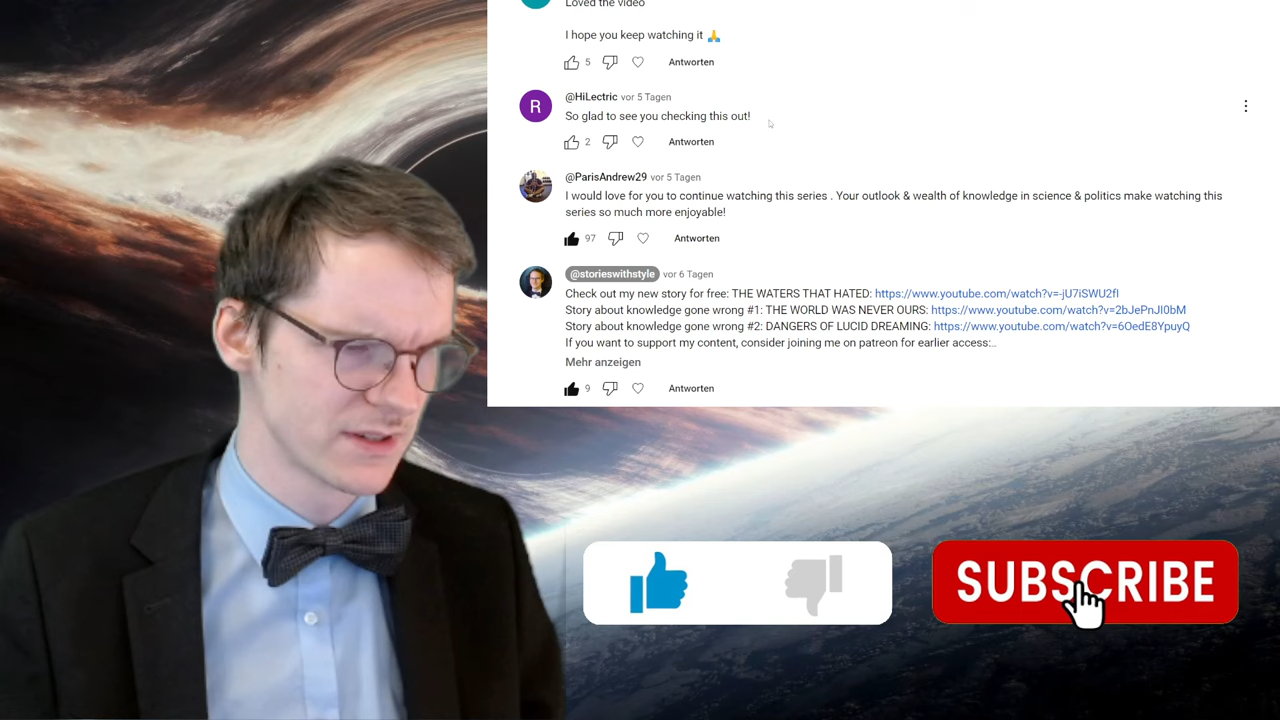 Loved the video
I hope you keep watching it 🙏
5 Antworten
R
@HiLectric vor 5 Tagen
So glad to see you checking this out!
2 Antworten
@ParisAndrew29 vor 5 Tagen
I would love for you to continue watching this series . Your outlook & wealth of knowledge in science & politics make watching this
series so much more enjoyable!
97 Antworten
@storieswithstyle vor 6 Tagen
Check out my new story for free: THE WATERS THAT HATED: https://www.youtube.com/watch?v=-jU7iSWU2fI
Story about knowledge gone wrong #1: THE WORLD WAS NEVER OURS: https://www.youtube.com/watch?v=2bJePnJI0bM
Story about knowledge gone wrong #2: DANGERS OF LUCID DREAMING: https://www.youtube.com/watch?v=6OedE8YpuyQ
If you want to support my content, consider joining me on patreon for earlier access:..
Mehr anzeigen
9 Antworten
SUBSCRIBE